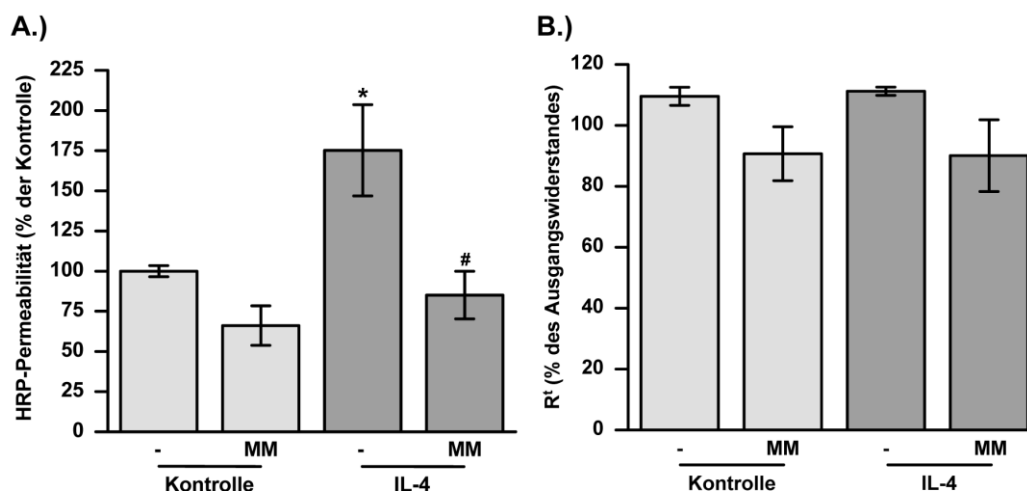 A.)
HRP-Permeabilität (% der Kontrolle)
225
200
175
150
125
100
75
50
25
0
*
#
- MM - MM
Kontrolle IL-4
B.)
Rᵗ (% des Ausgangswiderstandes)
120
100
80
60
40
20
0
- MM - MM
Kontrolle IL-4